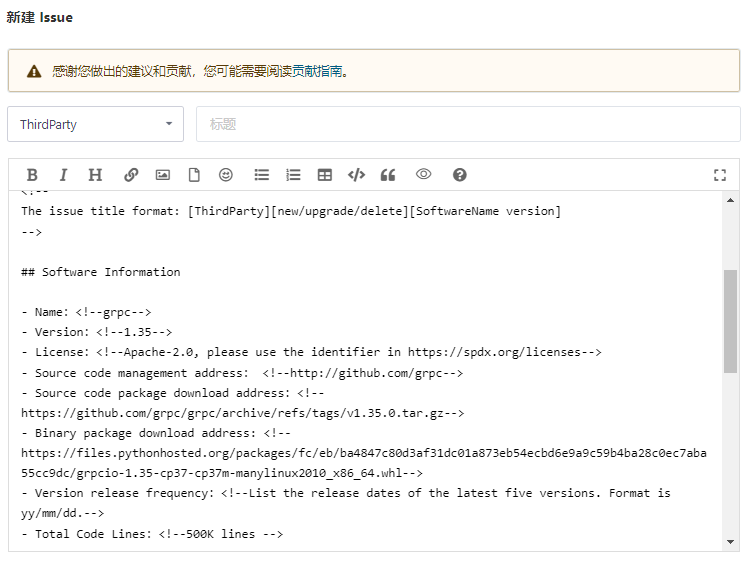 新建 Issue
感谢您做出的建议和贡献，您可能需要阅读贡献指南。
ThirdParty
标题
B I H
<!--
The issue title format: [ThirdParty][new/upgrade/delete][SoftwareName version]
-->
## Software Information
- Name: <!--grpc-->
- Version: <!--1.35-->
- License: <!--Apache-2.0, please use the identifier in https://spdx.org/licenses-->
- Source code management address:  <!--http://github.com/grpc-->
- Source code package download address: <!--
https://github.com/grpc/grpc/archive/refs/tags/v1.35.0.tar.gz-->
- Binary package download address: <!--
https://files.pythonhosted.org/packages/fc/eb/ba4847c80d3af31dc01a873eb54ecbd6e9a9c59b4ba28c0ec7aba
55cc9dc/grpcio-1.35-cp37-cp37m-manylinux2010_x86_64.whl-->
- Version release frequency: <!--List the release dates of the latest five versions. Format is
yy/mm/dd.-->
- Total Code Lines: <!--500K lines -->